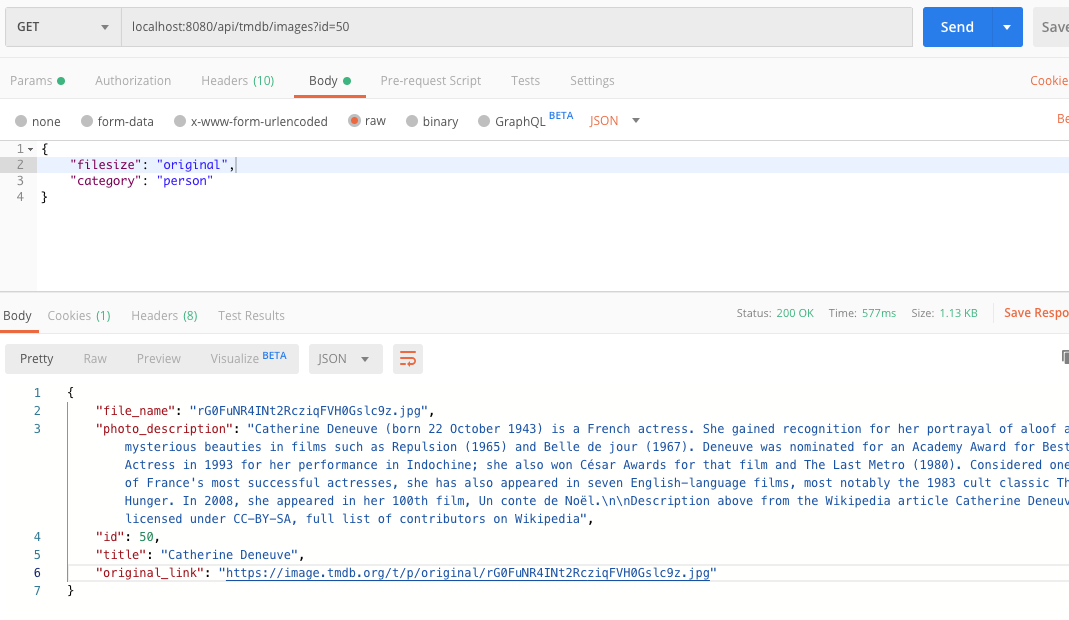 GET localhost:8080/api/tmdb/images?id=50 Send Save
Params Authorization Headers (10) Body Pre-request Script Tests Settings Cookie
none form-data x-www-form-urlencoded raw binary GraphQL BETA JSON Be
1 {
2 "filesize": "original",
3 "category": "person"
4 }
Body Cookies (1) Headers (8) Test Results Status: 200 OK Time: 577ms Size: 1.13 KB Save Respo
Pretty Raw Preview Visualize BETA JSON
1 {
2 "file_name": "rG0FuNR4INt2RcziqFVH0Gslc9z.jpg",
3 "photo_description": "Catherine Deneuve (born 22 October 1943) is a French actress. She gained recognition for her portrayal of aloof a
mysterious beauties in films such as Repulsion (1965) and Belle de jour (1967). Deneuve was nominated for an Academy Award for Best
Actress in 1993 for her performance in Indochine; she also won César Awards for that film and The Last Metro (1980). Considered one
of France's most successful actresses, she has also appeared in seven English-language films, most notably the 1983 cult classic Th
Hunger. In 2008, she appeared in her 100th film, Un conte de Noël.\n\nDescription above from the Wikipedia article Catherine Deneuv
licensed under CC-BY-SA, full list of contributors on Wikipedia",
4 "id": 50,
5 "title": "Catherine Deneuve",
6 "original_link": "https://image.tmdb.org/t/p/original/rG0FuNR4INt2RcziqFVH0Gslc9z.jpg"
7 }